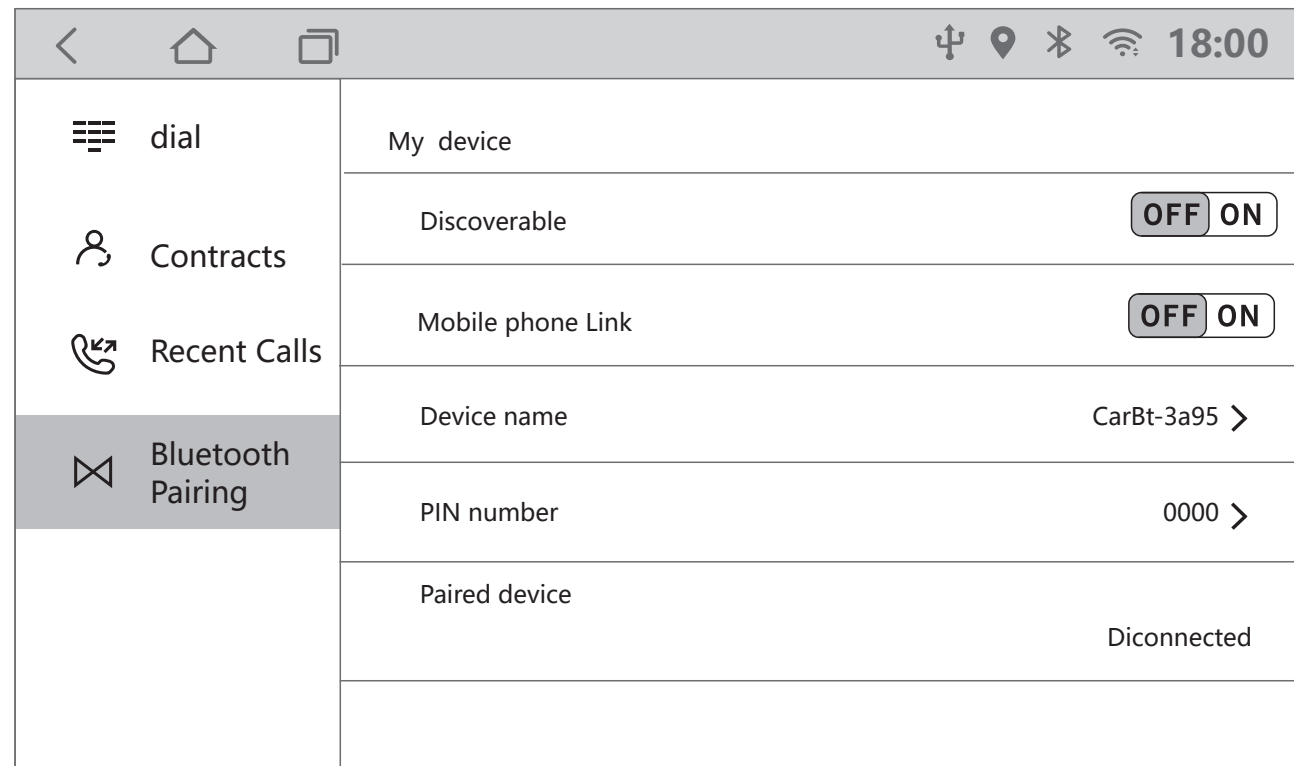 18:00
dial
Contracts
Recent Calls
Bluetooth
Pairing
My device
Discoverable OFF ON
Mobile phone Link OFF ON
Device name CarBt-3a95
PIN number 0000
Paired device
Diconnected